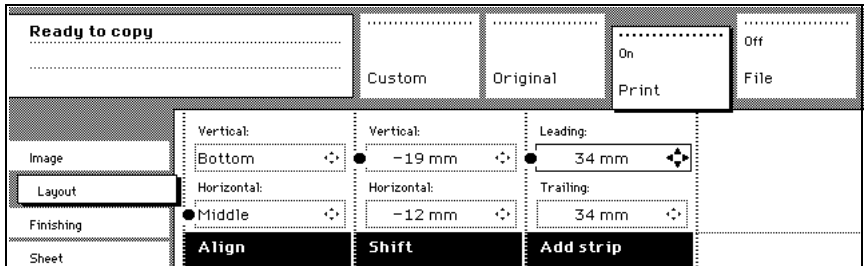 Ready to copy
Custom
Original
On
Print
Off
File
Image
Layout
Finishing
Sheet
Vertical:
Bottom
Horizontal:
Middle
Align
Vertical:
-19 mm
Horizontal:
-12 mm
Shift
Leading:
34 mm
Trailing:
34 mm
Add strip